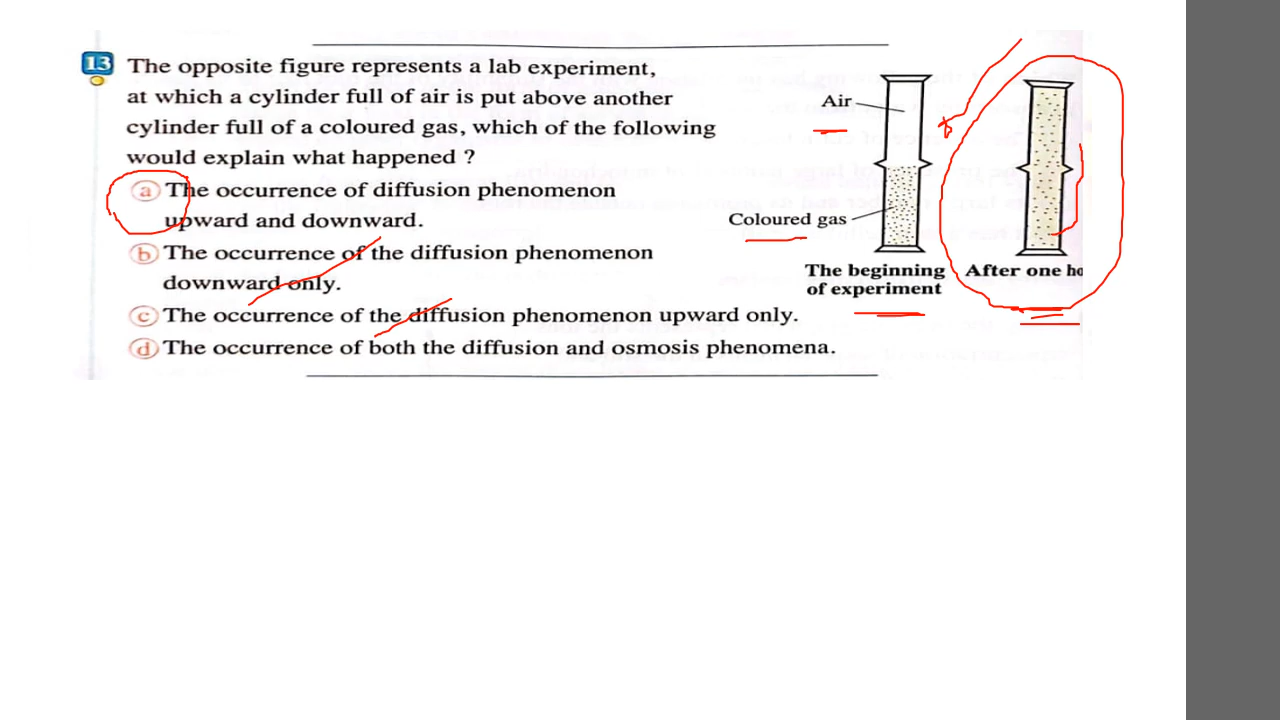 13 The opposite figure represents a lab experiment,
at which a cylinder full of air is put above another
cylinder full of a coloured gas, which of the following
would explain what happened ?
a The occurrence of diffusion phenomenon
upward and downward.
b The occurrence of the diffusion phenomenon
downward only.
c The occurrence of the diffusion phenomenon upward only.
d The occurrence of both the diffusion and osmosis phenomena.
Air
Coloured gas
The beginning
of experiment
After one ho